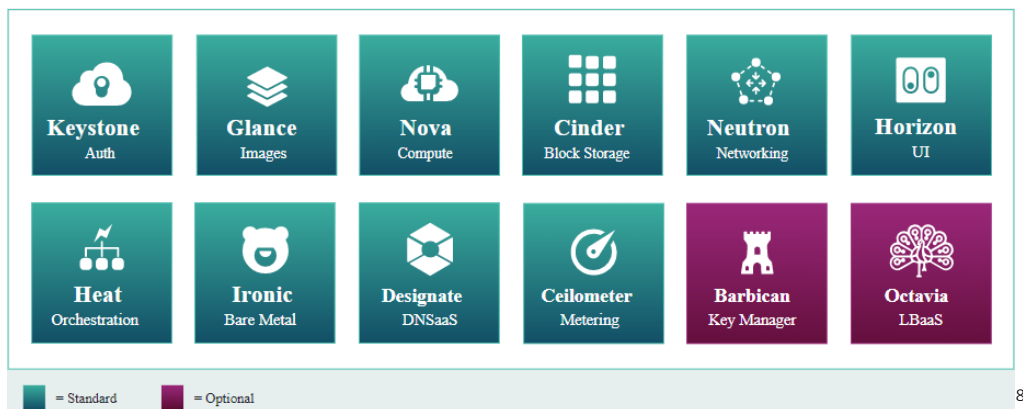 Keystone
Auth
Glance
Images
Nova
Compute
Cinder
Block Storage
Neutron
Networking
Horizon
UI
Heat
Orchestration
Ironic
Bare Metal
Designate
DNSaaS
Ceilometer
Metering
Barbican
Key Manager
Octavia
LBaaS
= Standard
= Optional
8